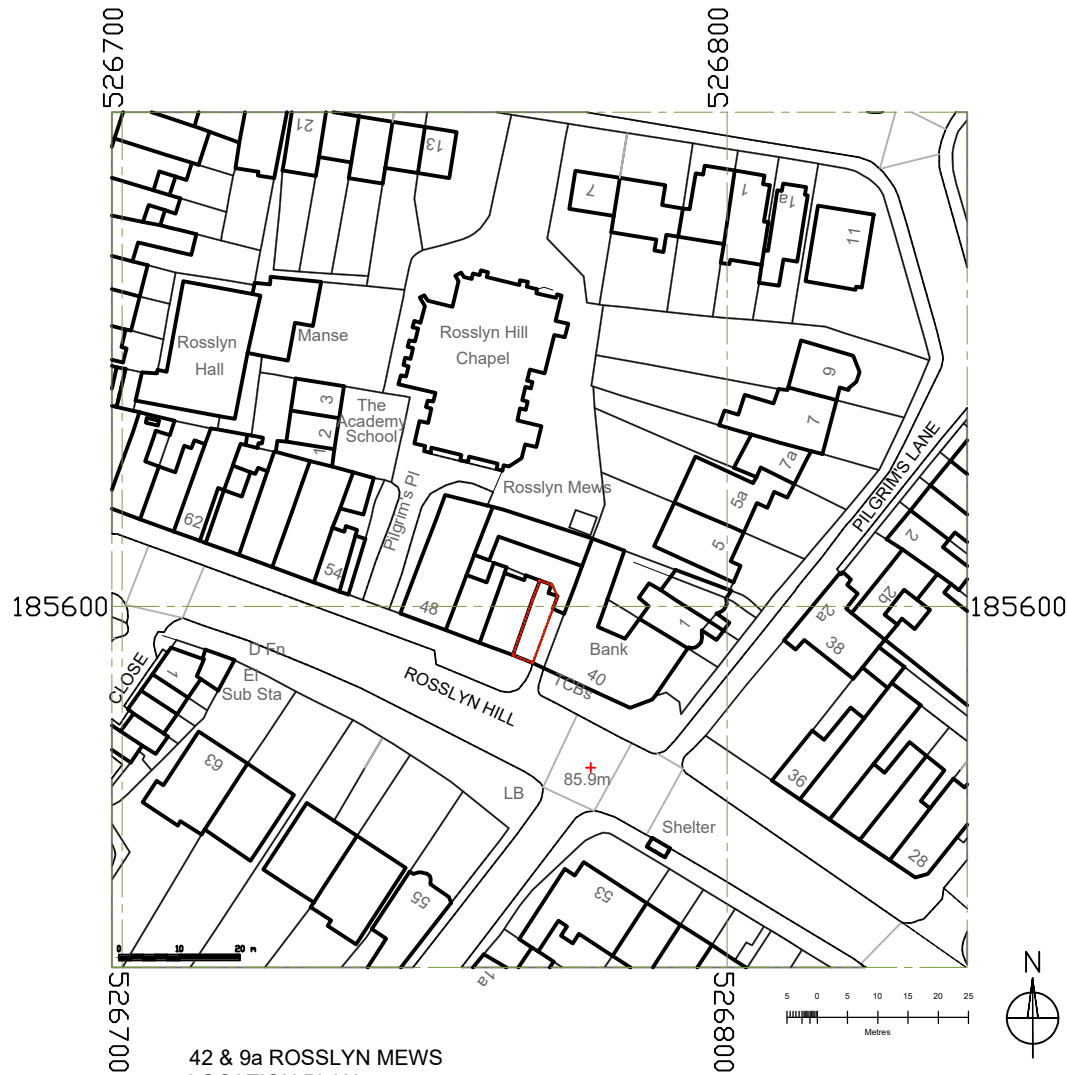 526700
526800
21
13
7
1
1a
11
Rosslyn
Hall
Manse
Rosslyn Hill
Chapel
9
7
7a
5a
5
3
2
1
The
Academy
School
PILGRIM'S LANE
Rosslyn Mews
Pilgrim's Pl
62
54
48
2
2b
2a
38
185600
185600
1
Bank
40
TCBs
D Fn
El
Sub Sta
CLOSE
1
ROSSLYN HILL
63
85.9m
LB
36
Shelter
28
55
53
1a
0 10 20 m
526700
526800
N
5 0 5 10 15 20 25
Metres
42 & 9a ROSSLYN MEWS